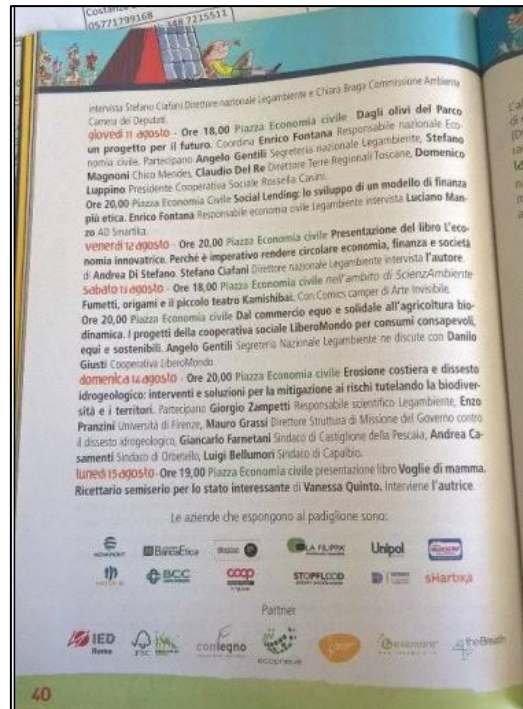 Costanza
05771799168
348 7215511
intervista Stefano Ciafani Direttore nazionale Legambiente e Chiara Braga Commissione Ambiente
Camera dei Deputati.
giovedì 11 agosto - Ore 18,00 Piazza Economia civile Dagli olivi del Parco
un progetto per il futuro. Coordina Enrico Fontana Responsabile nazionale Eco-
nomia civile. Partecipano Angelo Gentili Segreteria nazionale Legambiente, Stefano
Magnoni Chico Mendes, Claudio Del Re Direttore Terre Regionali Toscane, Domenico
Luppino Presidente Cooperativa Sociale Rossella Casini.
Ore 20,00 Piazza Economia Civile Social Lending: lo sviluppo di un modello di finanza
più etica. Enrico Fontana Responsabile economia civile Legambiente intervista Luciano Man-
zo AD Smartika.
venerdì 12 agosto - Ore 20,00 Piazza Economia civile Presentazione del libro L'eco-
nomia innovatrice. Perché è imperativo rendere circolare economia, finanza e società
di Andrea Di Stefano. Stefano Ciafani Direttore nazionale Legambiente intervista l'autore.
sabato 13 agosto - Ore 18,00 Piazza Economia civile nell'ambito di ScienzAmbiente
Fumetti, origami e il piccolo teatro Kamishibai. Con Comics camper di Arte Invisibile.
Ore 20,00 Piazza Economia civile Dal commercio equo e solidale all'agricoltura bio-
dinamica. I progetti della cooperativa sociale LiberoMondo per consumi consapevoli,
equi e sostenibili. Angelo Gentili Segreteria Nazionale Legambiente ne discute con Danilo
Giusti Cooperativa LiberoMondo.
domenica 14 agosto - Ore 20,00 Piazza Economia civile Erosione costiera e dissesto
idrogeologico: interventi e soluzioni per la mitigazione ai rischi tutelando la biodiver-
sità e i territori. Partecipano Giorgio Zampetti Responsabile scientifico Legambiente, Enzo
Pranzini Università di Firenze, Mauro Grassi Direttore Struttura di Missione del Governo contro
il dissesto idrogeologico, Giancarlo Farnetani Sindaco di Castiglione della Pescaia, Andrea Ca-
samenti Sindaco di Orbetello, Luigi Bellumori Sindaco di Capalbio.
lunedì 15 agosto - Ore 19,00 Piazza Economia civile presentazione libro Voglie di mamma.
Ricettario semiserio per lo stato interessante di Vanessa Quinto. Interviene l'autrice.
Le aziende che espongono al padiglione sono:
NOVAMONT BancaEtica LA FILIPPA Unipol
BCC coop STOPFLOOD sMartika
Partner
IED Roma FSC conlegno ecopneus theBreath
40